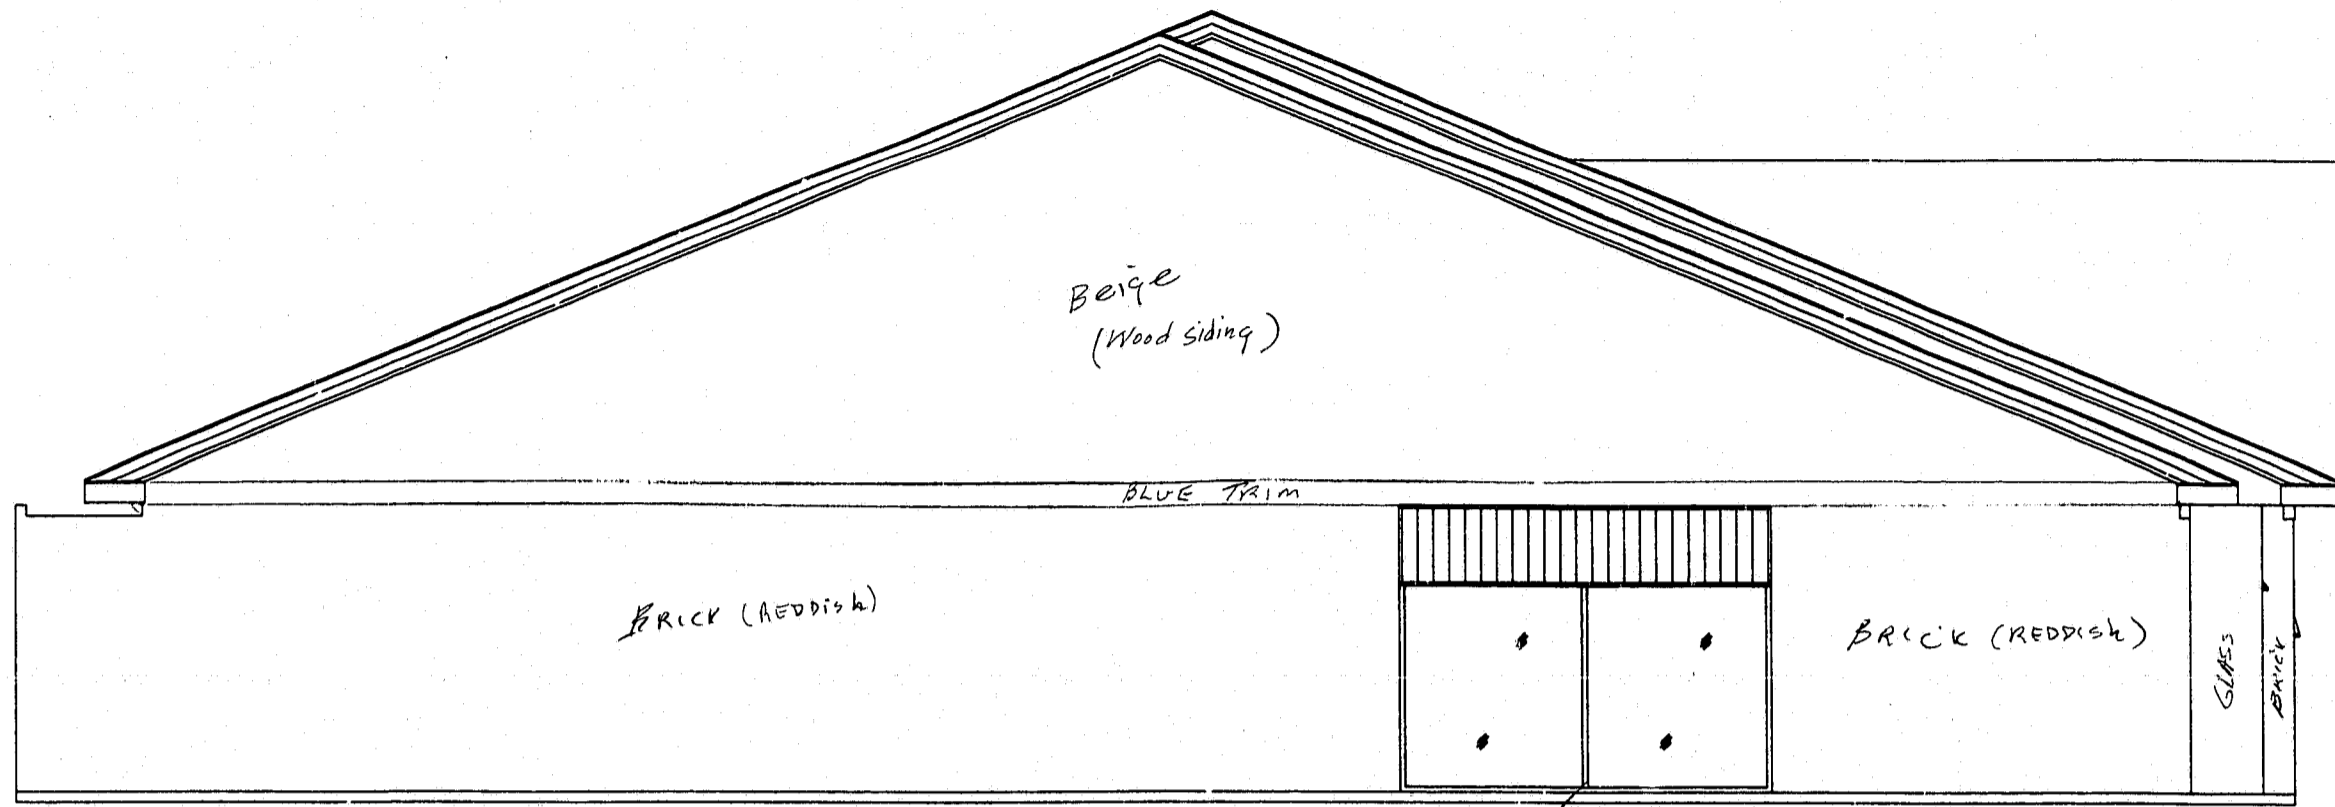 Beige
(Wood siding)
BLUE TRIM
BRICK (REDDISh)
BRICK (REDDISh)
GLASS
BRICK